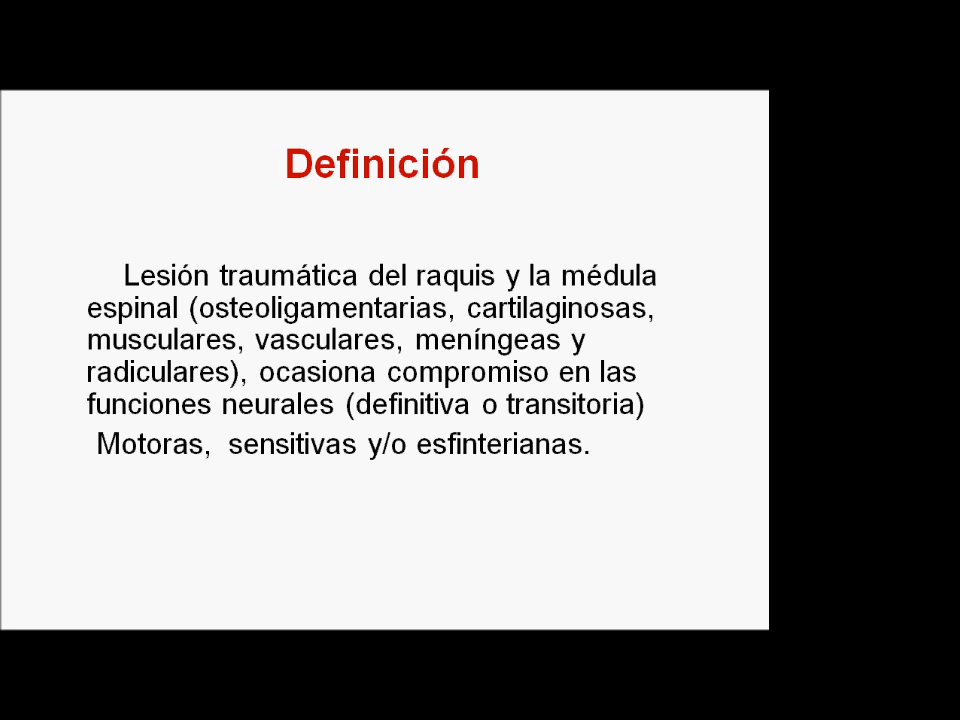 Definición
Lesión traumática del raquis y la médula
espinal (osteoligamentarias, cartilaginosas,
musculares, vasculares, meníngeas y
radiculares), ocasiona compromiso en las
funciones neurales (definitiva o transitoria)
Motoras, sensitivas y/o esfinterianas.